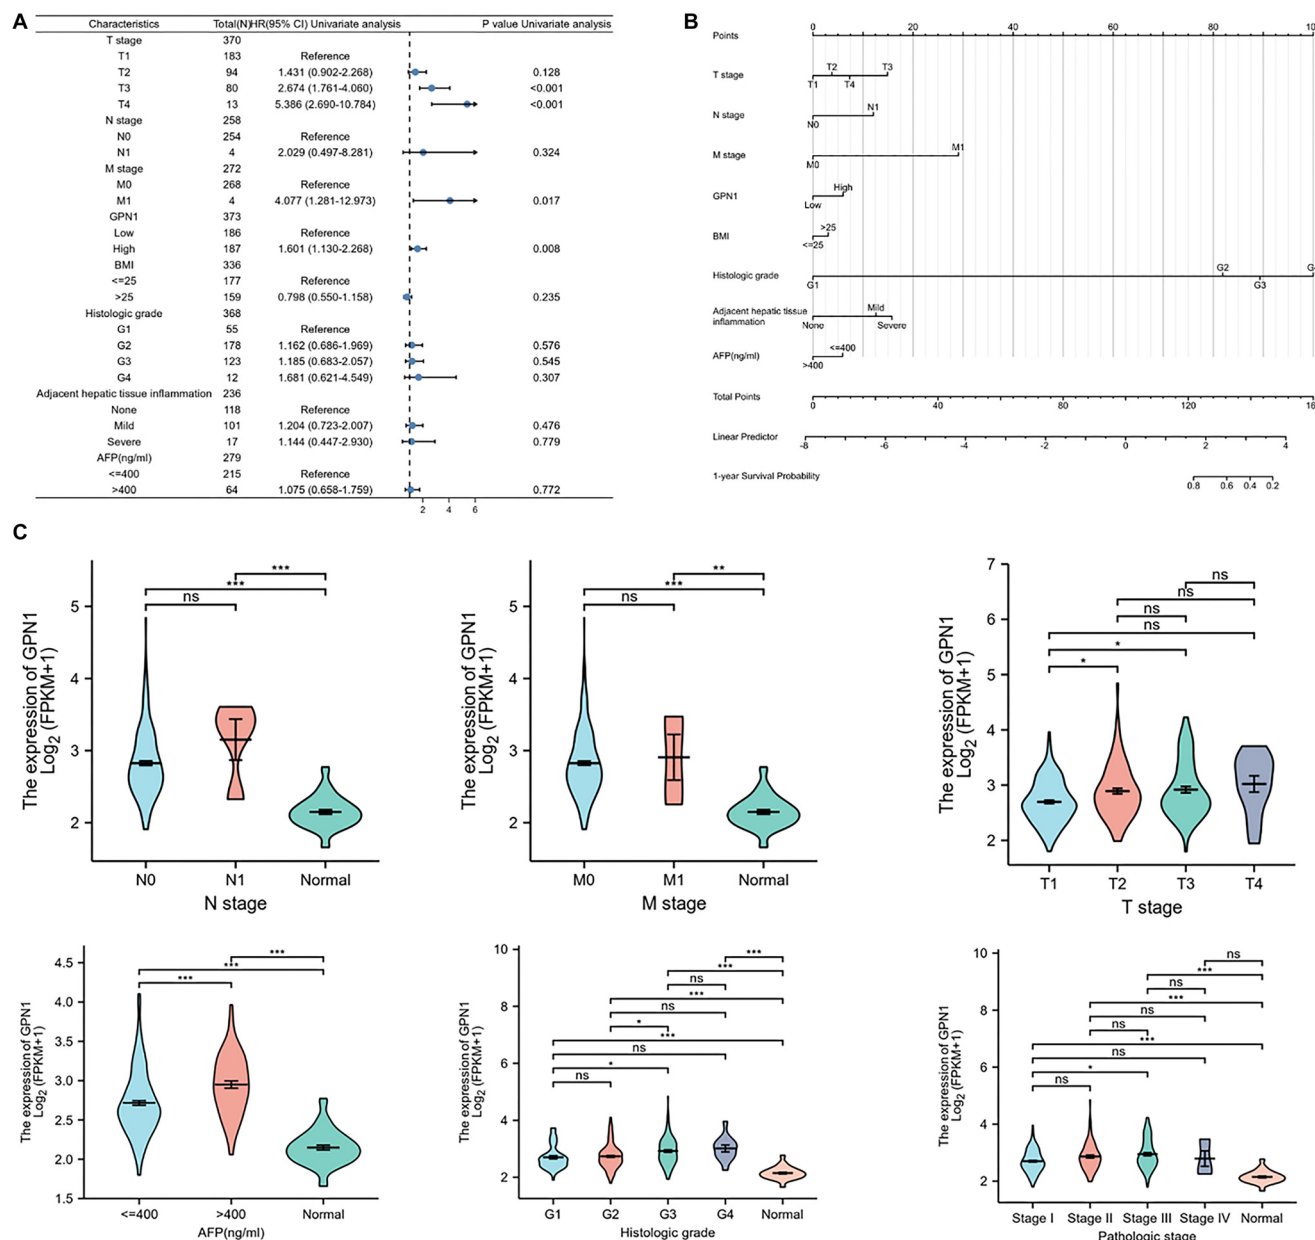 A
Characteristics Total(N)HR(95% CI) Univariate analysis P value Univariate analysis
T stage 370
T1 183 Reference
T2 94 1.431 (0.902-2.268) 0.128
T3 80 2.674 (1.761-4.060) <0.001
T4 13 5.386 (2.690-10.784) <0.001
N stage 258
N0 254 Reference
N1 4 2.029 (0.497-8.281) 0.324
M stage 272
M0 268 Reference
M1 4 4.077 (1.281-12.973) 0.017
GPN1 373
Low 186 Reference
High 187 1.601 (1.130-2.268) 0.008
BMI 336
<=25 177 Reference
>25 159 0.798 (0.550-1.158) 0.235
Histologic grade 368
G1 55 Reference
G2 178 1.162 (0.686-1.969) 0.576
G3 123 1.185 (0.683-2.057) 0.545
G4 12 1.681 (0.621-4.549) 0.307
Adjacent hepatic tissue inflammation 236
None 118 Reference
Mild 101 1.204 (0.723-2.007) 0.476
Severe 17 1.144 (0.447-2.930) 0.779
AFP(ng/ml) 279
<=400 215 Reference
>400 64 1.075 (0.658-1.759) 0.772
2 4 6
B
0 20 40 60 80 10
Points
T2 T3
T stage
T1 T4
N1
N stage
N0
M1
M stage
M0
High
GPN1
Low
>25
BMI
<=25
G2 G
Histologic grade
G1 G3
Mild
Adjacent hepatic tissue
inflammation
None Severe
<=400
AFP(ng/ml)
>400
Total Points
0 40 80 120 16
Linear Predictor
-8 -6 -4 -2 0 2 4
1-year Survival Probability
0.8 0.6 0.4 0.2
C
The expression of GPN1
Log2 (FPKM+1)
5
4
3
2
***
***
ns
N0 N1 Normal
N stage
The expression of GPN1
Log2 (FPKM+1)
5
4
3
2
**
***
ns
M0 M1 Normal
M stage
The expression of GPN1
Log2 (FPKM+1)
7
6
5
4
3
2
ns
ns
ns
ns
*
*
T1 T2 T3 T4
T stage
The expression of GPN1
Log2 (FPKM+1)
4.5
4.0
3.5
3.0
2.5
2.0
1.5
***
***
***
<=400 >400 Normal
AFP(ng/ml)
The expression of GPN1
Log2 (FPKM+1)
10
8
6
4
2
***
***
ns
***
ns
*
***
ns
*
ns
G1 G2 G3 G4 Normal
Histologic grade
The expression of GPN1
Log2 (FPKM+1)
10
8
6
4
2
ns
***
ns
***
ns
ns
***
ns
*
ns
Stage I Stage II Stage III Stage IV Normal
Pathologic stage